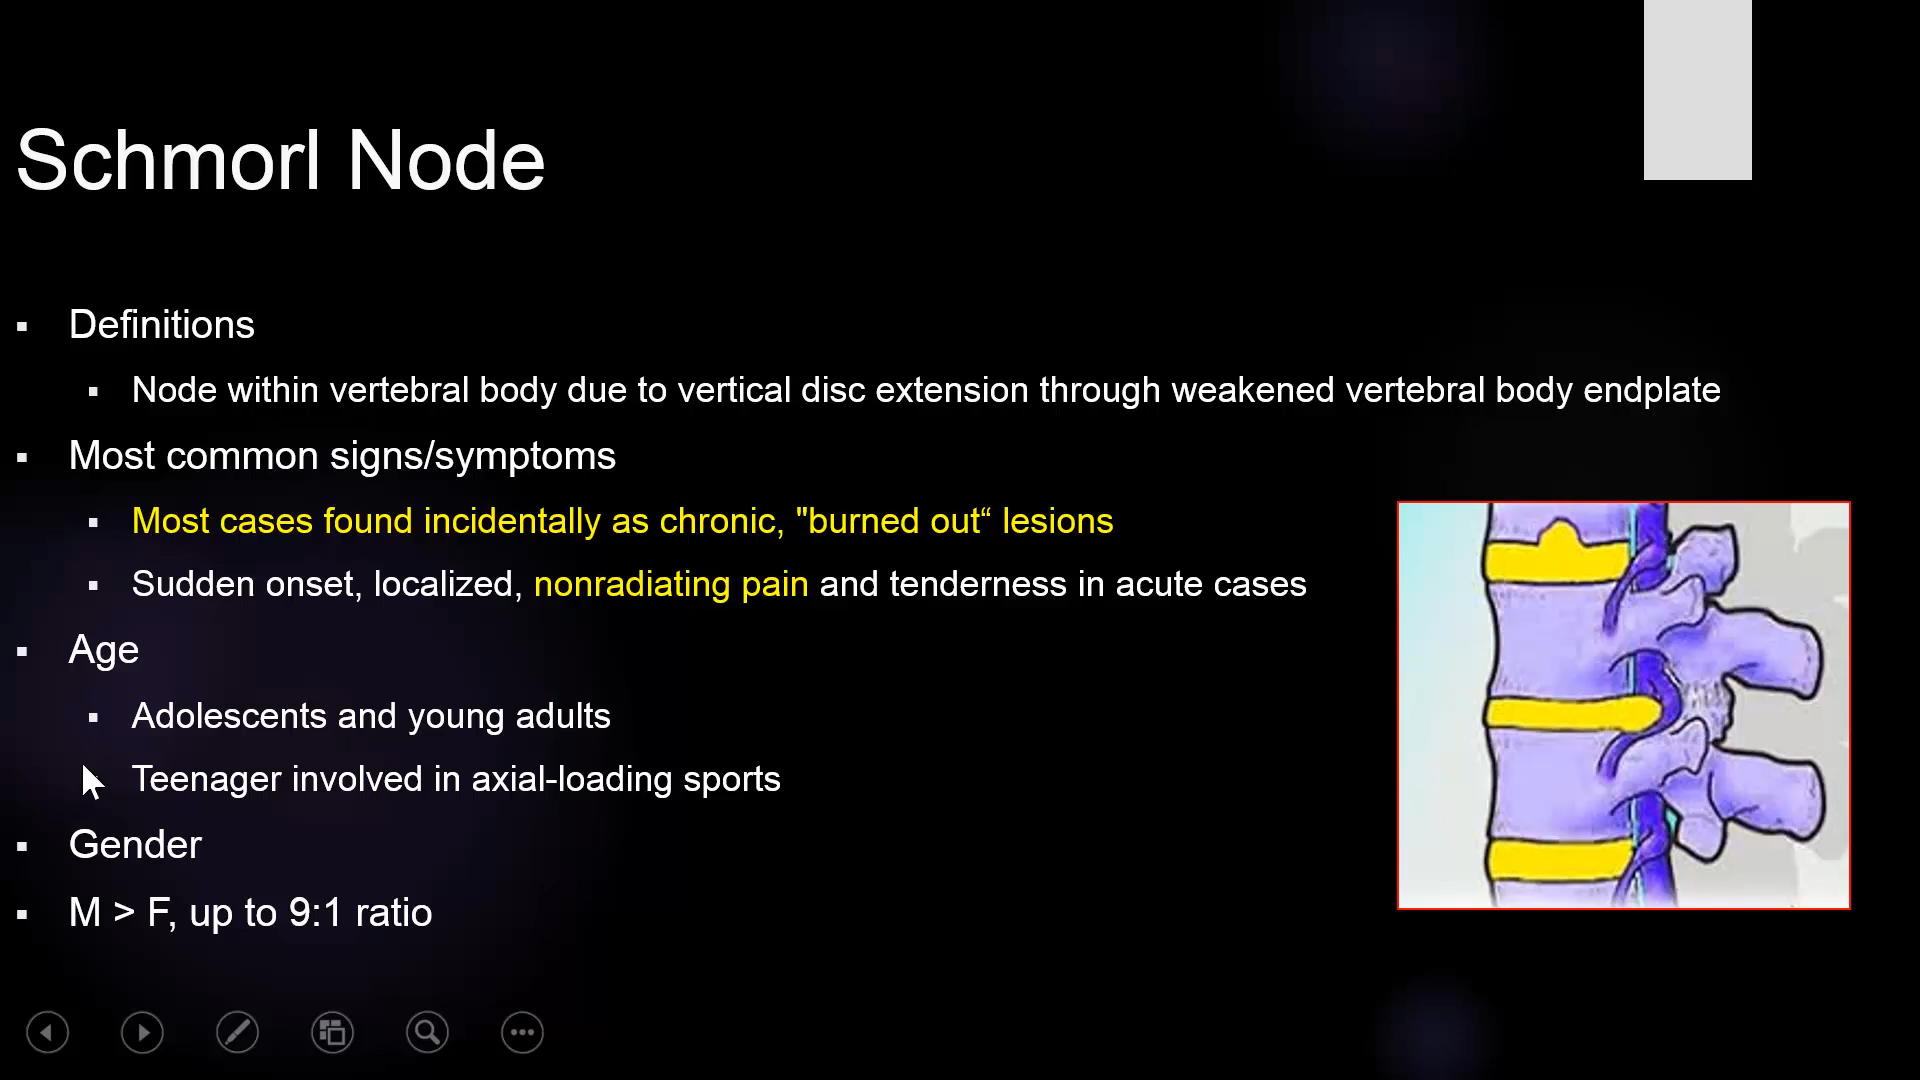 Schmorl Node
Definitions
Node within vertebral body due to vertical disc extension through weakened vertebral body endplate
Most common signs/symptoms
Most cases found incidentally as chronic, "burned out“ lesions
Sudden onset, localized, nonradiating pain and tenderness in acute cases
Age
Adolescents and young adults
Teenager involved in axial-loading sports
Gender
M > F, up to 9:1 ratio